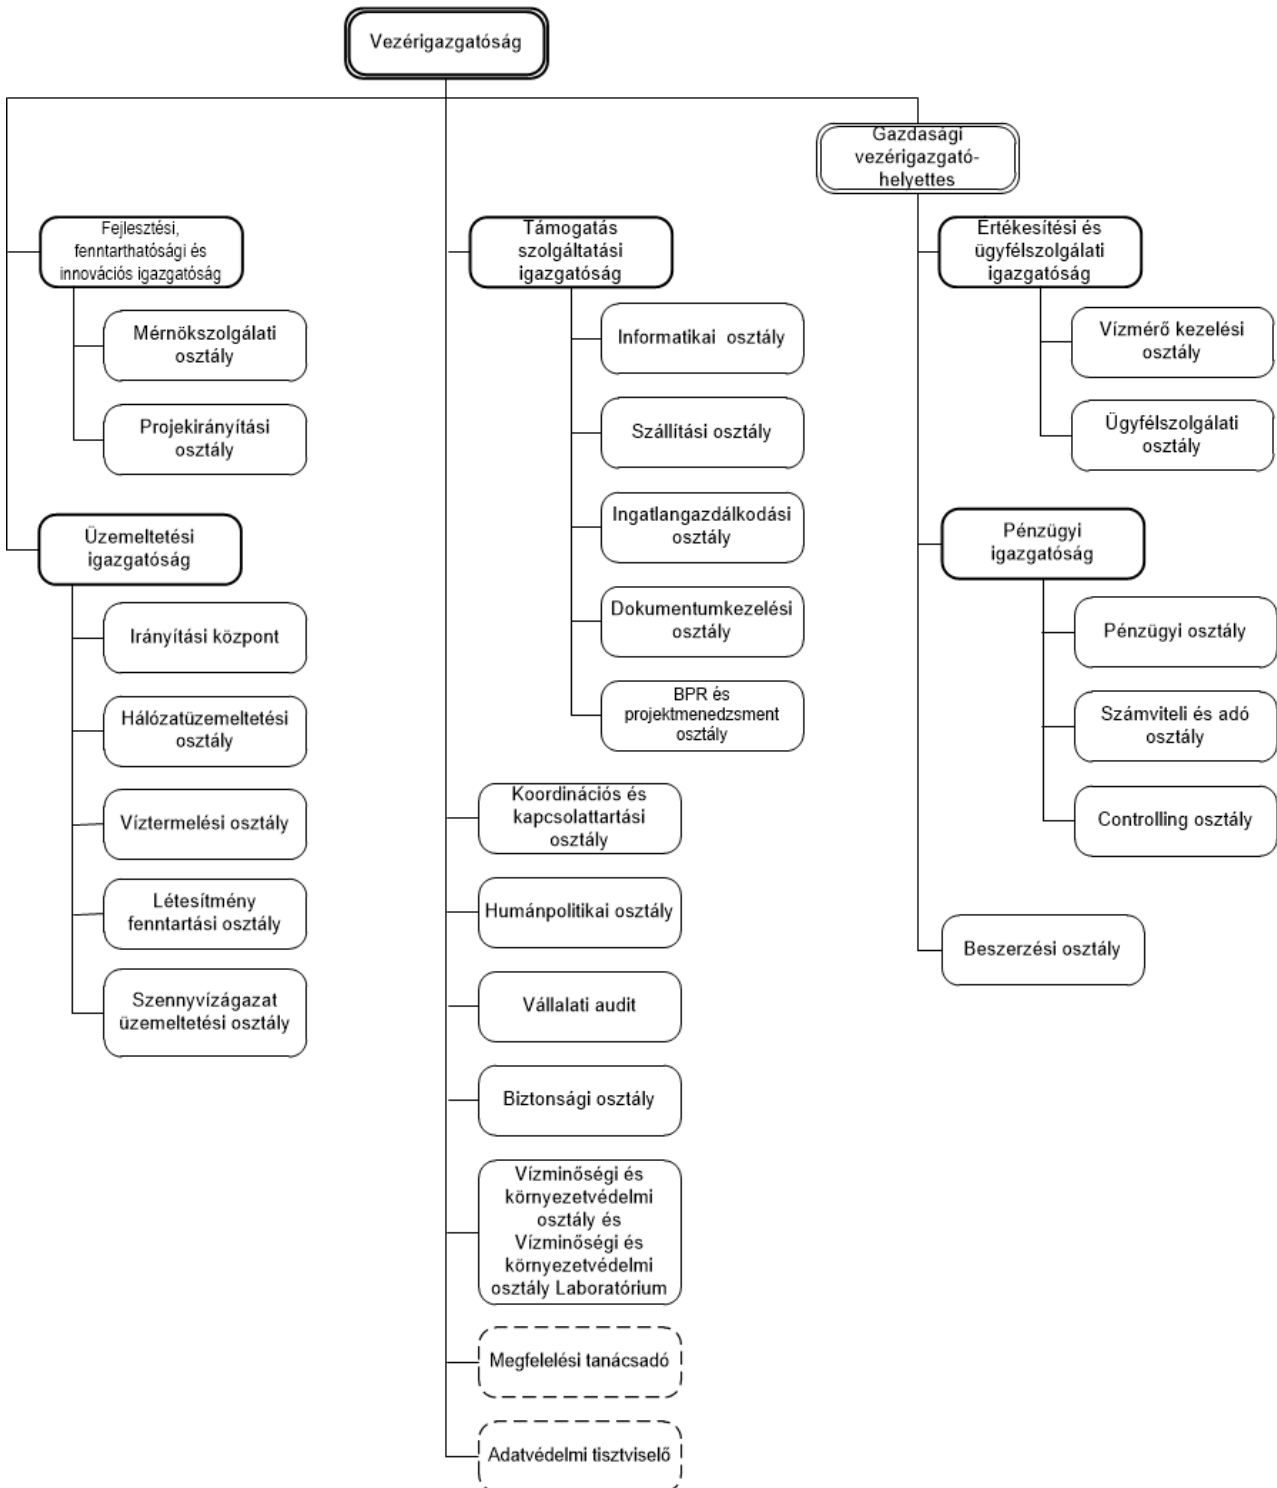 Vezérigazgatóság
Gazdasági
vezérigazgató-
helyettes
Fejlesztési,
fenntarthatósági és
innovációs igazgatóság
Mérnökszolgálati
osztály
Projekirányítási
osztály
Üzemeltetési
igazgatóság
Irányítási központ
Hálózatüzemeltetési
osztály
Víztermelési osztály
Létesítmény
fenntartási osztály
Szennyvízágazat
üzemeltetési osztály
Támogatás
szolgáltatási
igazgatóság
Informatikai osztály
Szállítási osztály
Ingatlangazdálkodási
osztály
Dokumentumkezelési
osztály
BPR és
projektmenedzsment
osztály
Koordinációs és
kapcsolattartási
osztály
Humánpolitikai osztály
Vállalati audit
Biztonsági osztály
Vízminőségi és
környezetvédelmi
osztály és
Vízminőségi és
környezetvédelmi
osztály Laboratórium
Megfelelési tanácsadó
Adatvédelmi tisztviselő
Értékesítési és
ügyfélszolgálati
igazgatóság
Vízmérő kezelési
osztály
Ügyfélszolgálati
osztály
Pénzügyi
igazgatóság
Pénzügyi osztály
Számviteli és adó
osztály
Controlling osztály
Beszerzési osztály